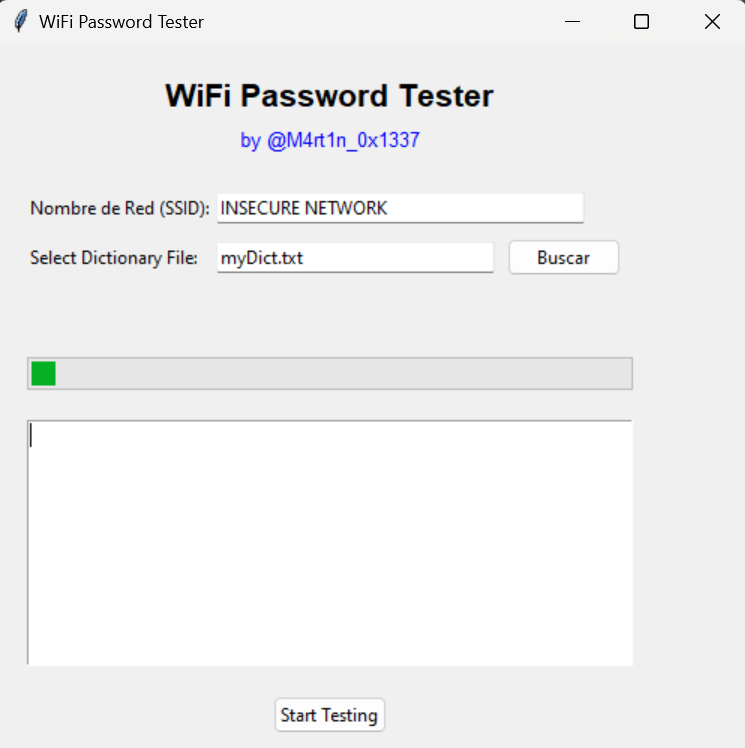 WiFi Password Tester
WiFi Password Tester
by @M4rt1n_0x1337
Nombre de Red (SSID): INSECURE NETWORK
Select Dictionary File: myDict.txt Buscar
Start Testing